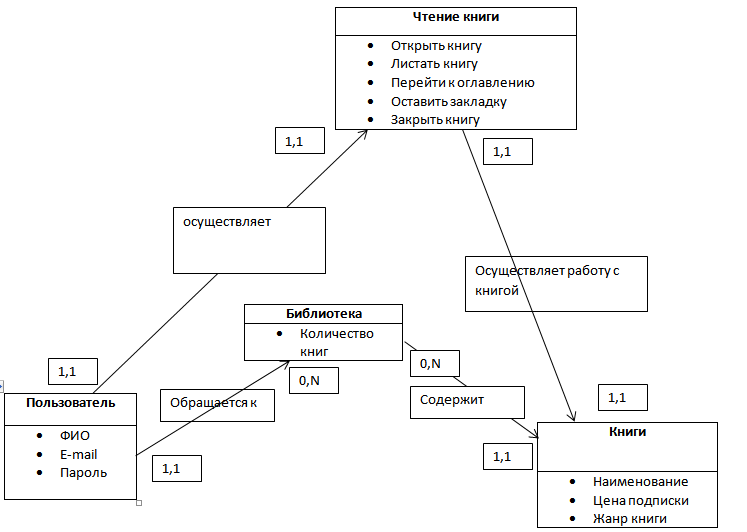 Чтение книги
• Открыть книгу
• Листать книгу
• Перейти к оглавлению
• Оставить закладку
• Закрыть книгу
1,1
1,1
осуществляет
Осуществляет работу с
книгой
Библиотека
• Количество
книг
1,1
0,N
0,N
Обращается к
Содержит
1,1
Пользователь
• ФИО
• E-mail
• Пароль
1,1
1,1
Книги
• Наименование
• Цена подписки
• Жанр книги